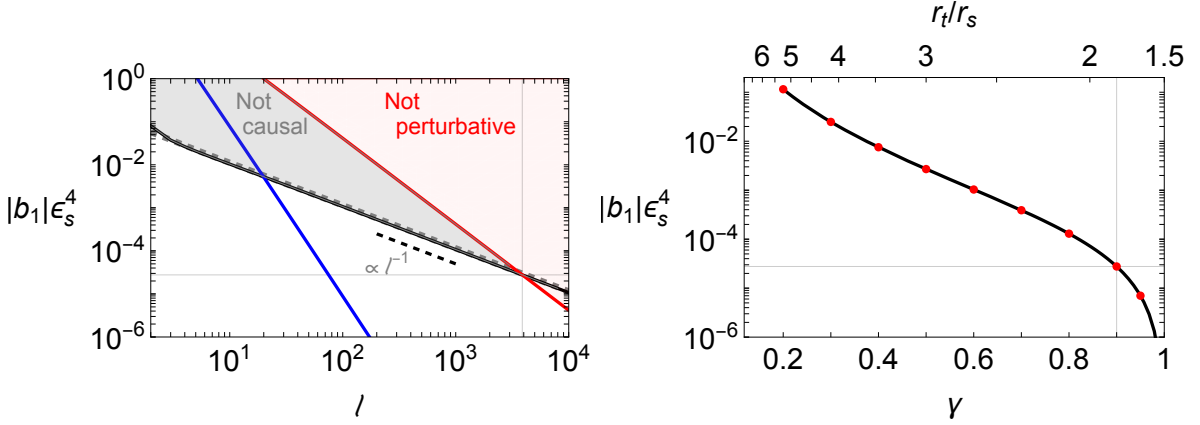 10^0
10^{-2}
10^{-4}
10^{-6}
|b_1|ϵ_s^4
Not
causal
Not
perturbative
∝ l^{-1}
10^1
10^2
10^3
10^4
l
r_t/r_s
6 5 4 3 2 1.5
10^{-2}
10^{-4}
10^{-6}
|b_1|ϵ_s^4
0.2 0.4 0.6 0.8 1
γ